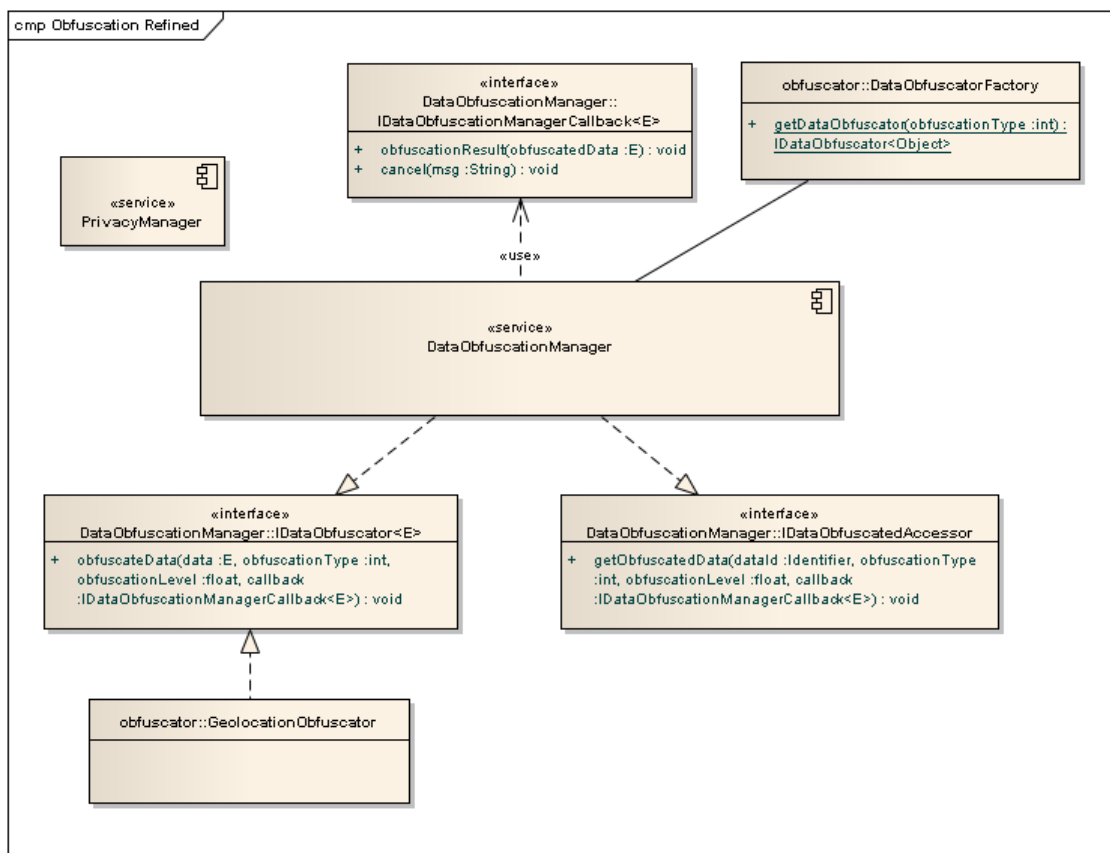 cmp Obfuscation Refined
«interface»
DataObfuscationManager::
IDataObfuscationManagerCallback<E>
+ obfuscationResult(obfuscatedData :E) : void
+ cancel(msg :String) : void
obfuscator::DataObfuscatorFactory
+ getDataObfuscator(obfuscationType :int) :
IDataObfuscator<Object>
«service»
PrivacyManager
«use»
«service»
DataObfuscationManager
«interface»
DataObfuscationManager::IDataObfuscator<E>
+ obfuscateData(data :E, obfuscationType :int,
obfuscationLevel :float, callback
:IDataObfuscationManagerCallback<E>) : void
«interface»
DataObfuscationManager::IDataObfuscatedAccessor
+ getObfuscatedData(dataId :Identifier, obfuscationType
:int, obfuscationLevel :float, callback
:IDataObfuscationManagerCallback<E>) : void
obfuscator::GeolocationObfuscator